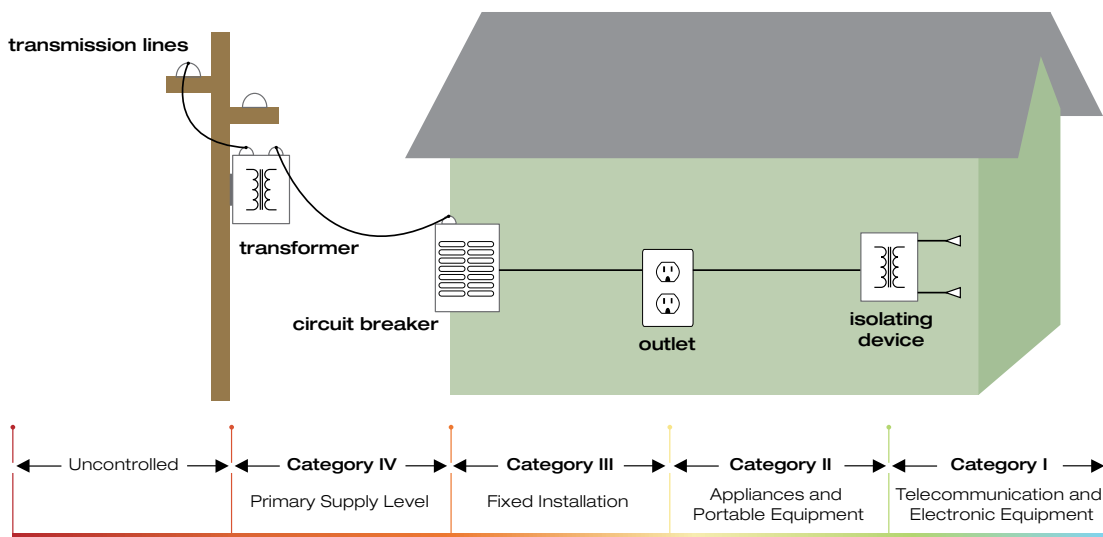 transmission lines
transformer
circuit breaker
outlet
isolating
device
Uncontrolled
Category IV
Primary Supply Level
Category III
Fixed Installation
Category II
Appliances and
Portable Equipment
Category I
Telecommunication and
Electronic Equipment